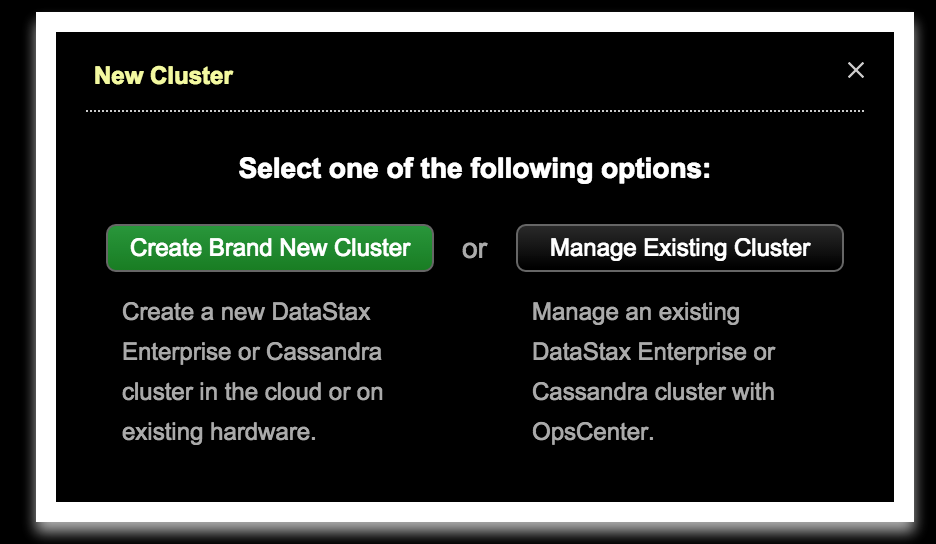 New Cluster
Select one of the following options:
Create Brand New Cluster
or
Manage Existing Cluster
Create a new DataStax
Enterprise or Cassandra
cluster in the cloud or on
existing hardware.
Manage an existing
DataStax Enterprise or
Cassandra cluster with
OpsCenter.